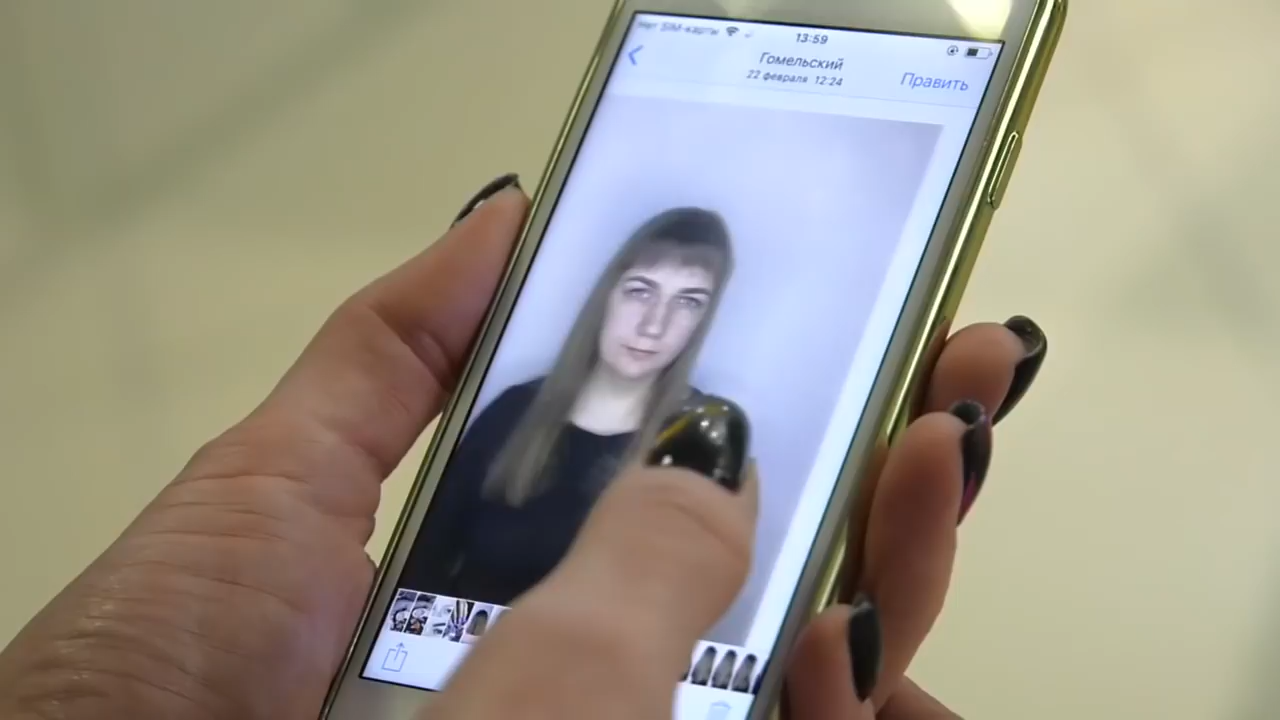 Нет SIM-карты
13:59
Гомельский
22 февраля 12:24
Править